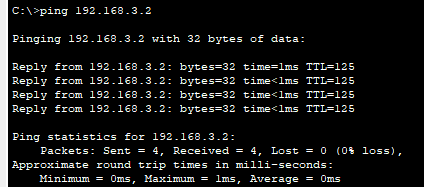 C:\>ping 192.168.3.2
Pinging 192.168.3.2 with 32 bytes of data:
Reply from 192.168.3.2: bytes=32 time=1ms TTL=125
Reply from 192.168.3.2: bytes=32 time<1ms TTL=125
Reply from 192.168.3.2: bytes=32 time<1ms TTL=125
Reply from 192.168.3.2: bytes=32 time<1ms TTL=125
Ping statistics for 192.168.3.2:
    Packets: Sent = 4, Received = 4, Lost = 0 (0% loss),
Approximate round trip times in milli-seconds:
    Minimum = 0ms, Maximum = 1ms, Average = 0ms